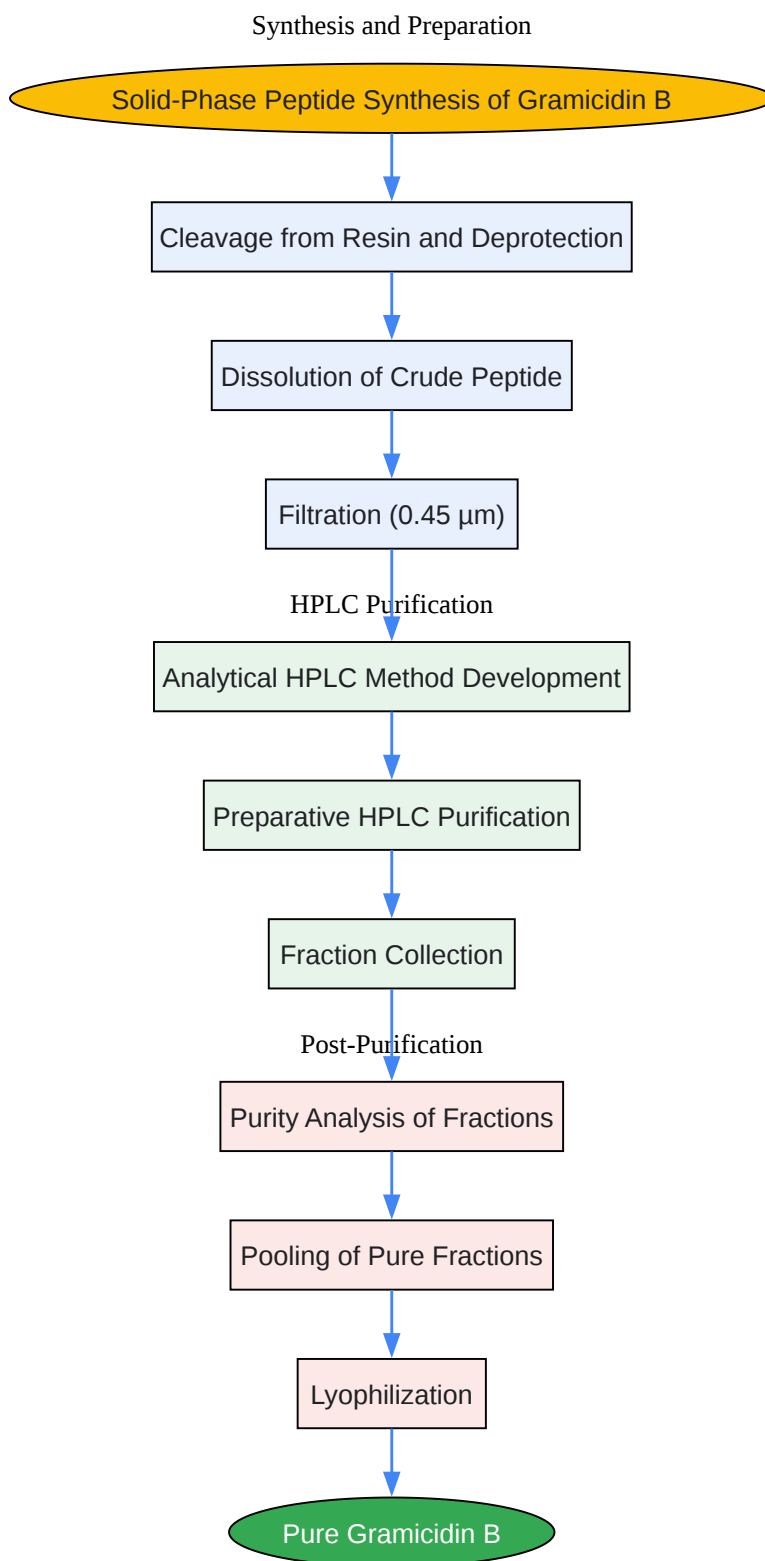 Synthesis and Preparation
Solid-Phase Peptide Synthesis of Gramicidin B
Cleavage from Resin and Deprotection
Dissolution of Crude Peptide
Filtration (0.45 µm)
HPLC Purification
Analytical HPLC Method Development
Preparative HPLC Purification
Fraction Collection
Post-Purification
Purity Analysis of Fractions
Pooling of Pure Fractions
Lyophilization
Pure Gramicidin B